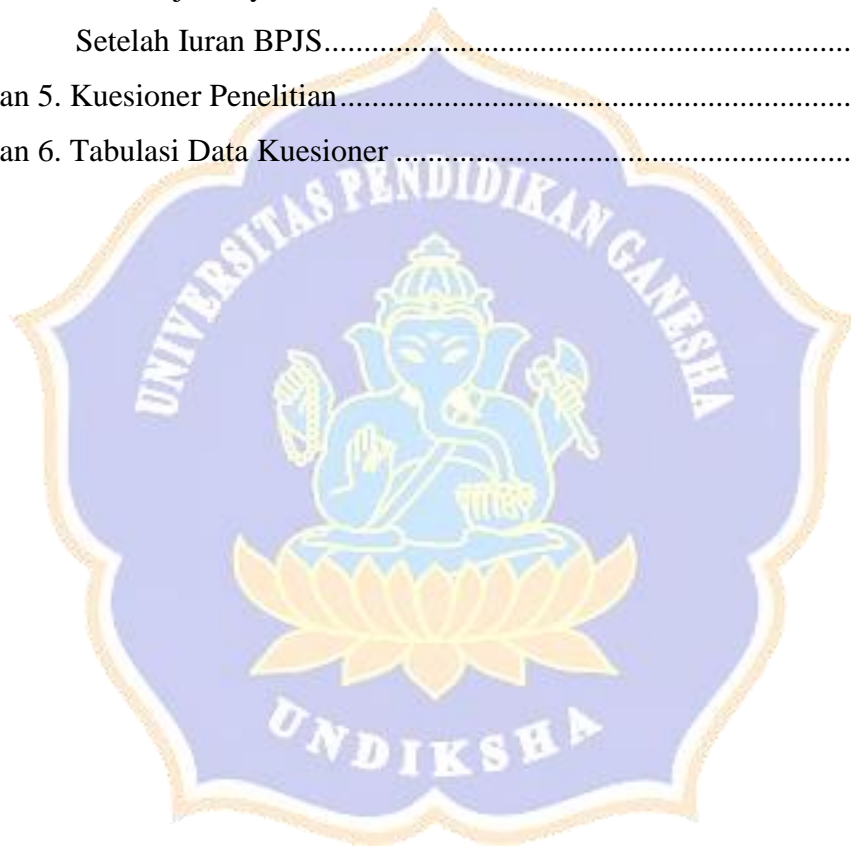 Setelah Iuran BPJS..................................................................
an 5. Kuesioner Penelitian................................................................
an 6. Tabulasi Data Kuesioner ..........................................................
UNIVERSITAS PENDIDIKAN GANESHA
UNDIKSHA